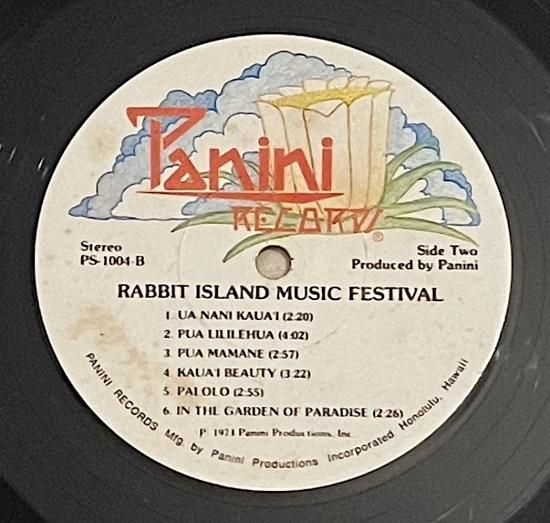 Panini
RECORDS®
Stereo
PS-1004-B
Side Two
Produced by Panini
RABBIT ISLAND MUSIC FESTIVAL
1. UA NANI KAUA'I (2:20)
2. PUA LILILEHUA (4:02)
3. PUA MAMANE (2:57)
4. KAUA'I BEAUTY (3:22)
5. PALOLO (2:55)
6. IN THE GARDEN OF PARADISE (2:26)
℗ 1973 Panini Productions, Inc.
PANINI RECORDS Mfg. by Panini Productions Incorporated Honolulu, Hawaii